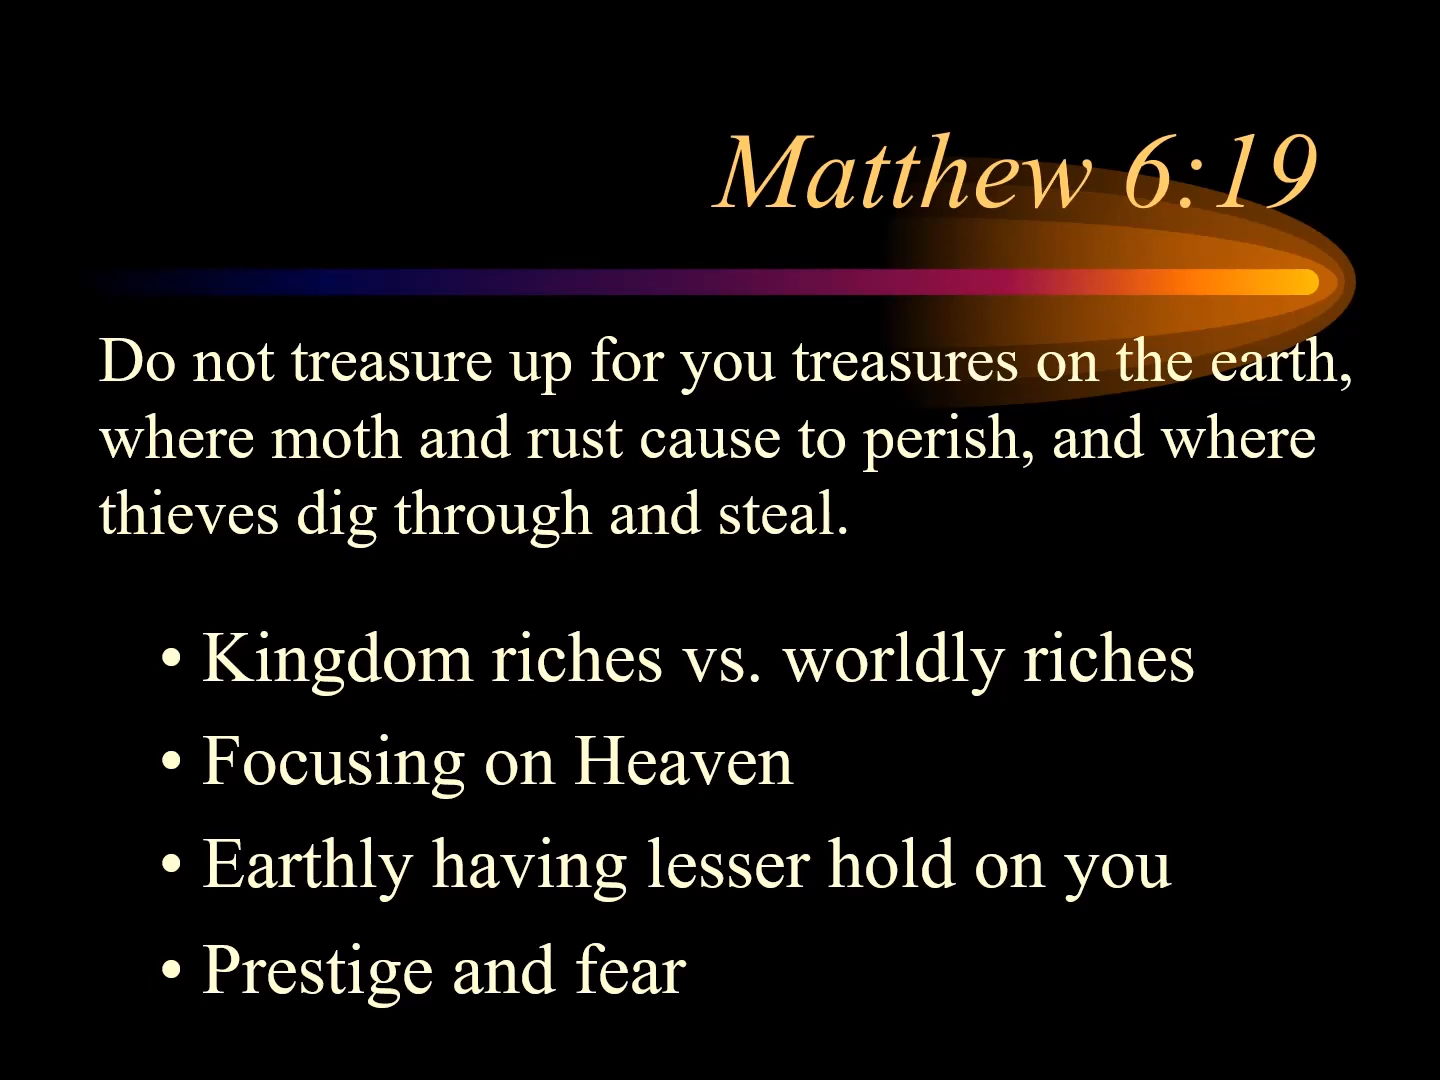 Matthew 6:19
Do not treasure up for you treasures on the earth,
where moth and rust cause to perish, and where
thieves dig through and steal.
• Kingdom riches vs. worldly riches
• Focusing on Heaven
• Earthly having lesser hold on you
• Prestige and fear